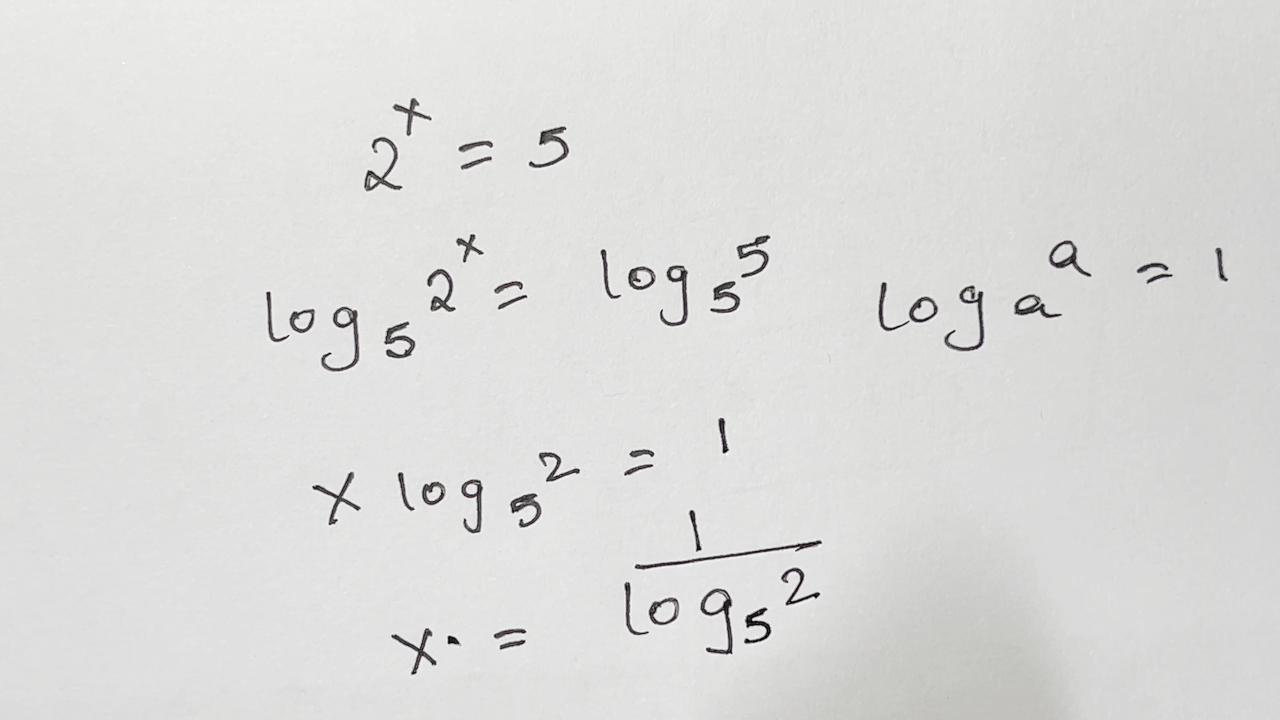 2^x = 5
log_5 2^x = log_5 5 log_a a = 1
x log_5 2 = 1
x· = 1 / log_5 2